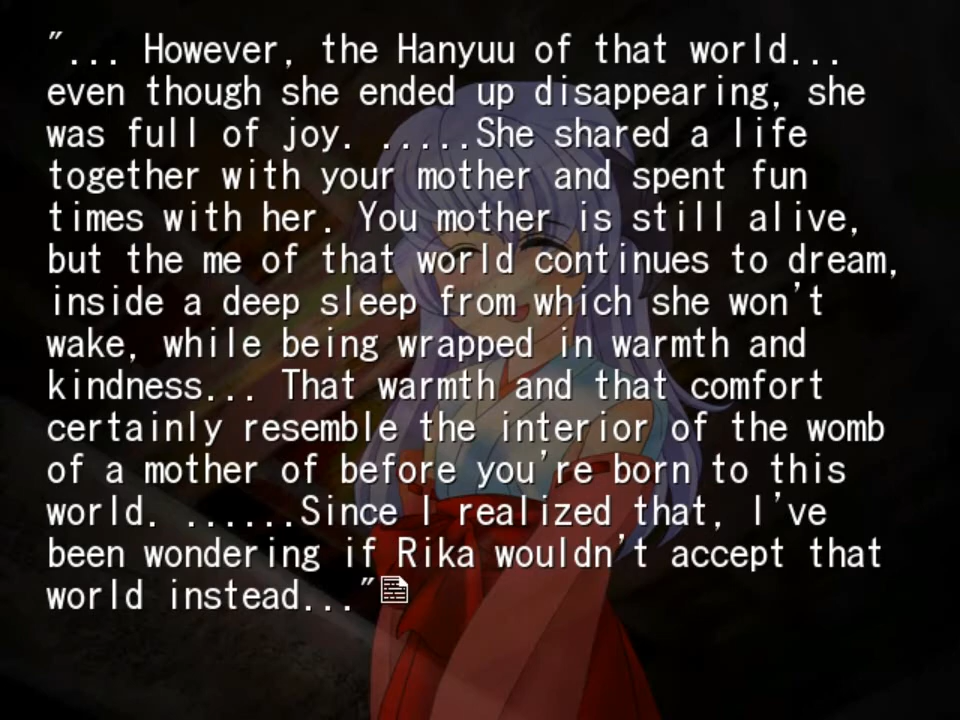 "... However, the Hanyuu of that world...
even though she ended up disappearing, she
was full of joy. .....She shared a life
together with your mother and spent fun
times with her. You mother is still alive,
but the me of that world continues to dream,
inside a deep sleep from which she won't
wake, while being wrapped in warmth and
kindness... That warmth and that comfort
certainly resemble the interior of the womb
of a mother of before you're born to this
world. ......Since I realized that, I've
been wondering if Rika wouldn't accept that
world instead..."